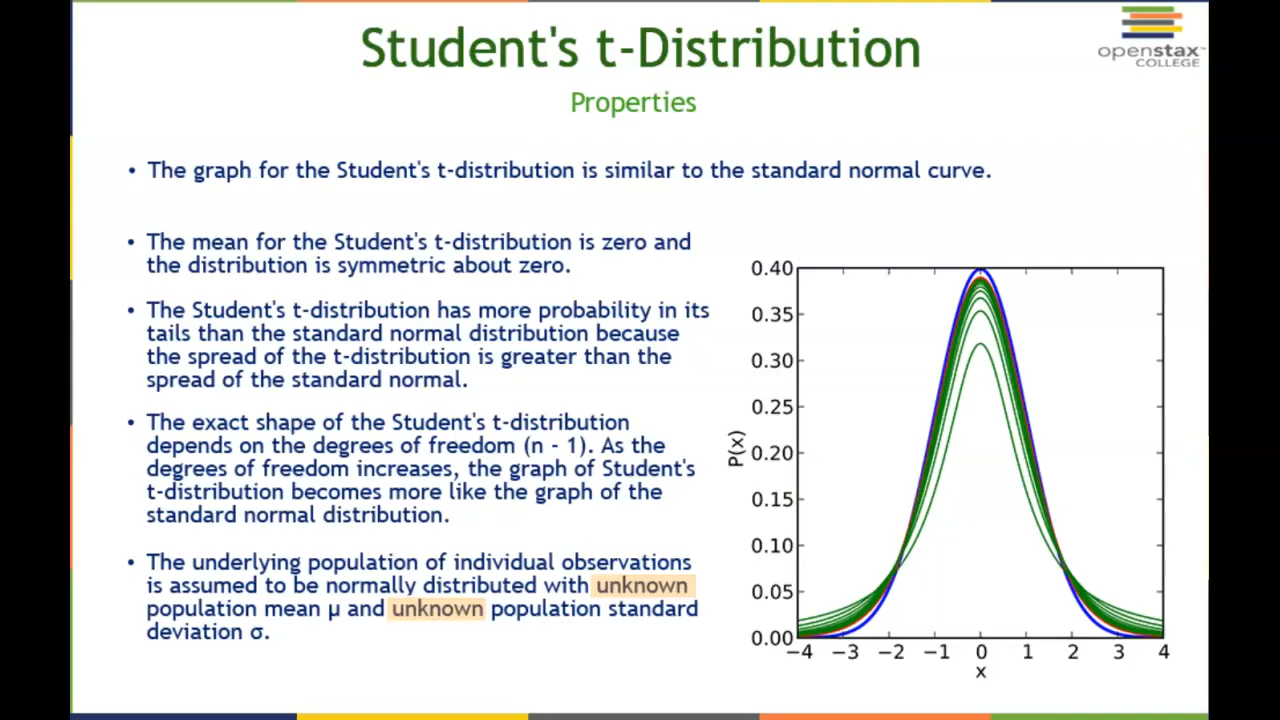 Student's t-Distribution
openstax™
COLLEGE
Properties
• The graph for the Student's t-distribution is similar to the standard normal curve.
• The mean for the Student's t-distribution is zero and
the distribution is symmetric about zero.
• The Student's t-distribution has more probability in its
tails than the standard normal distribution because
the spread of the t-distribution is greater than the
spread of the standard normal.
• The exact shape of the Student's t-distribution
depends on the degrees of freedom (n - 1). As the
degrees of freedom increases, the graph of Student's
t-distribution becomes more like the graph of the
standard normal distribution.
• The underlying population of individual observations
is assumed to be normally distributed with unknown
population mean µ and unknown population standard
deviation σ.
0.40
0.35
0.30
0.25
0.20
0.15
0.10
0.05
0.00
P(x)
−4 −3 −2 −1 0 1 2 3 4
x